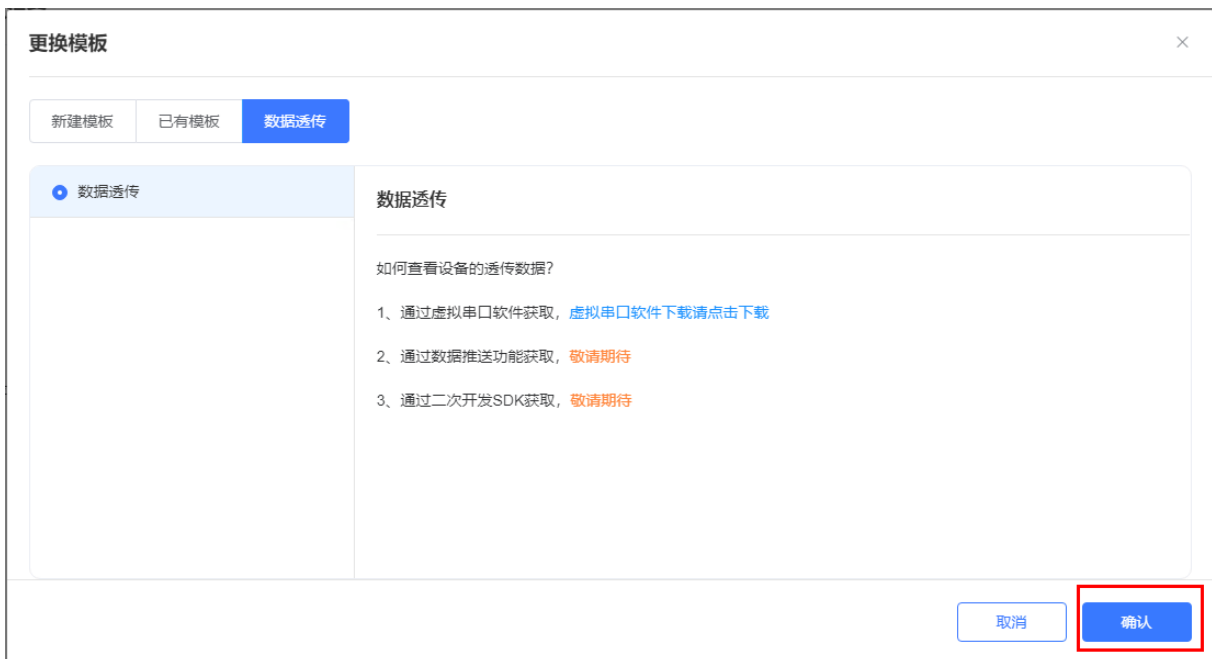 更换模板
新建模板 已有模板 数据透传
数据透传
数据透传
如何查看设备的透传数据?
1、通过虚拟串口软件获取，虚拟串口软件下载请点击下载
2、通过数据推送功能获取，敬请期待
3、通过二次开发SDK获取，敬请期待
取消 确认